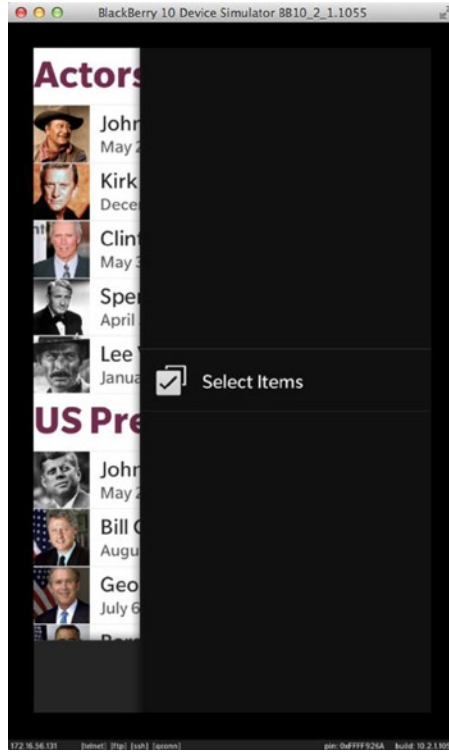 BlackBerry 10 Device Simulator BB10_2_1.1055
Actors
John
May 2
Kirk
Dece
Clint
May 3
Spe
April
Lee
Janua
Select Items
US Pre
John
May 2
Bill
Augu
Geo
July 6
172.16.56.131 [telnet] [ftp] [ssh] [qconn] pin: 0xFFFF926A build: 10.2.1.105